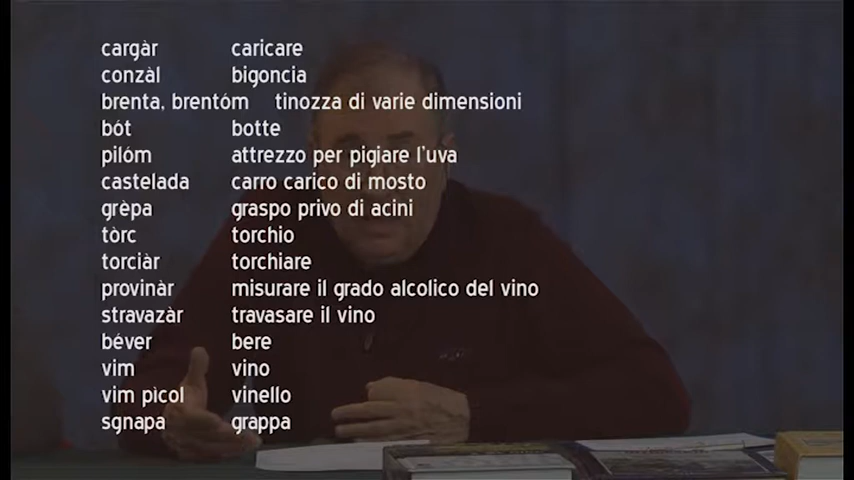 cargàr caricare
conzàl bigoncia
brenta, brentóm tinozza di varie dimensioni
bót botte
pilóm attrezzo per pigiare l'uva
castelada carro carico di mosto
grèpa graspo privo di acini
tòrc torchio
torciàr torchiare
provinàr misurare il grado alcolico del vino
stravazàr travasare il vino
béver bere
vim vino
vim pìcol vinello
sgnapa grappa